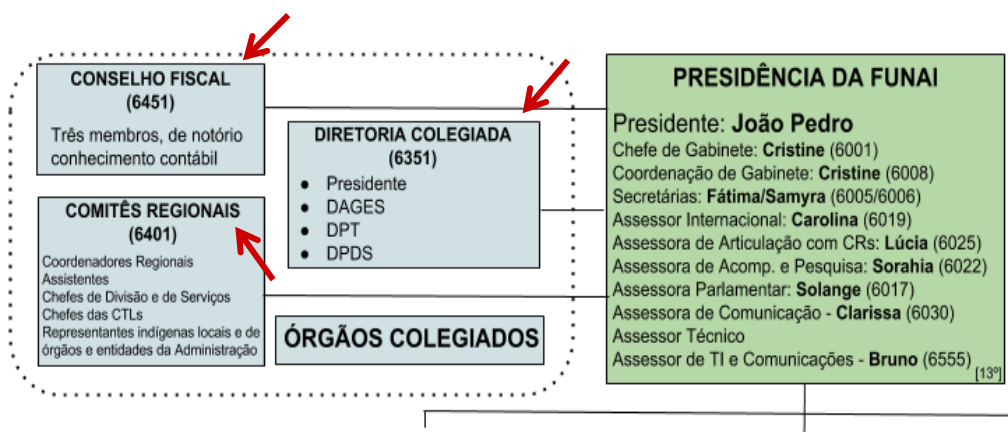 CONSELHO FISCAL
(6451)
Três membros, de notório
conhecimento contábil
DIRETORIA COLEGIADA
(6351)
● Presidente
● DAGES
● DPT
● DPDS
COMITÊS REGIONAIS
(6401)
Coordenadores Regionais
Assistentes
Chefes de Divisão e de Serviços
Chefes das CTLs
Representantes indígenas locais e de
órgãos e entidades da Administração
ÓRGÃOS COLEGIADOS
PRESIDÊNCIA DA FUNAI
Presidente: João Pedro
Chefe de Gabinete: Cristine (6001)
Coordenação de Gabinete: Cristine (6008)
Secretárias: Fátima/Samyra (6005/6006)
Assessor Internacional: Carolina (6019)
Assessora de Articulação com CRs: Lúcia (6025)
Assessora de Acomp. e Pesquisa: Sorahia (6022)
Assessora Parlamentar: Solange (6017)
Assessora de Comunicação - Clarissa (6030)
Assessor Técnico
Assessor de TI e Comunicações - Bruno (6555)
[13º]